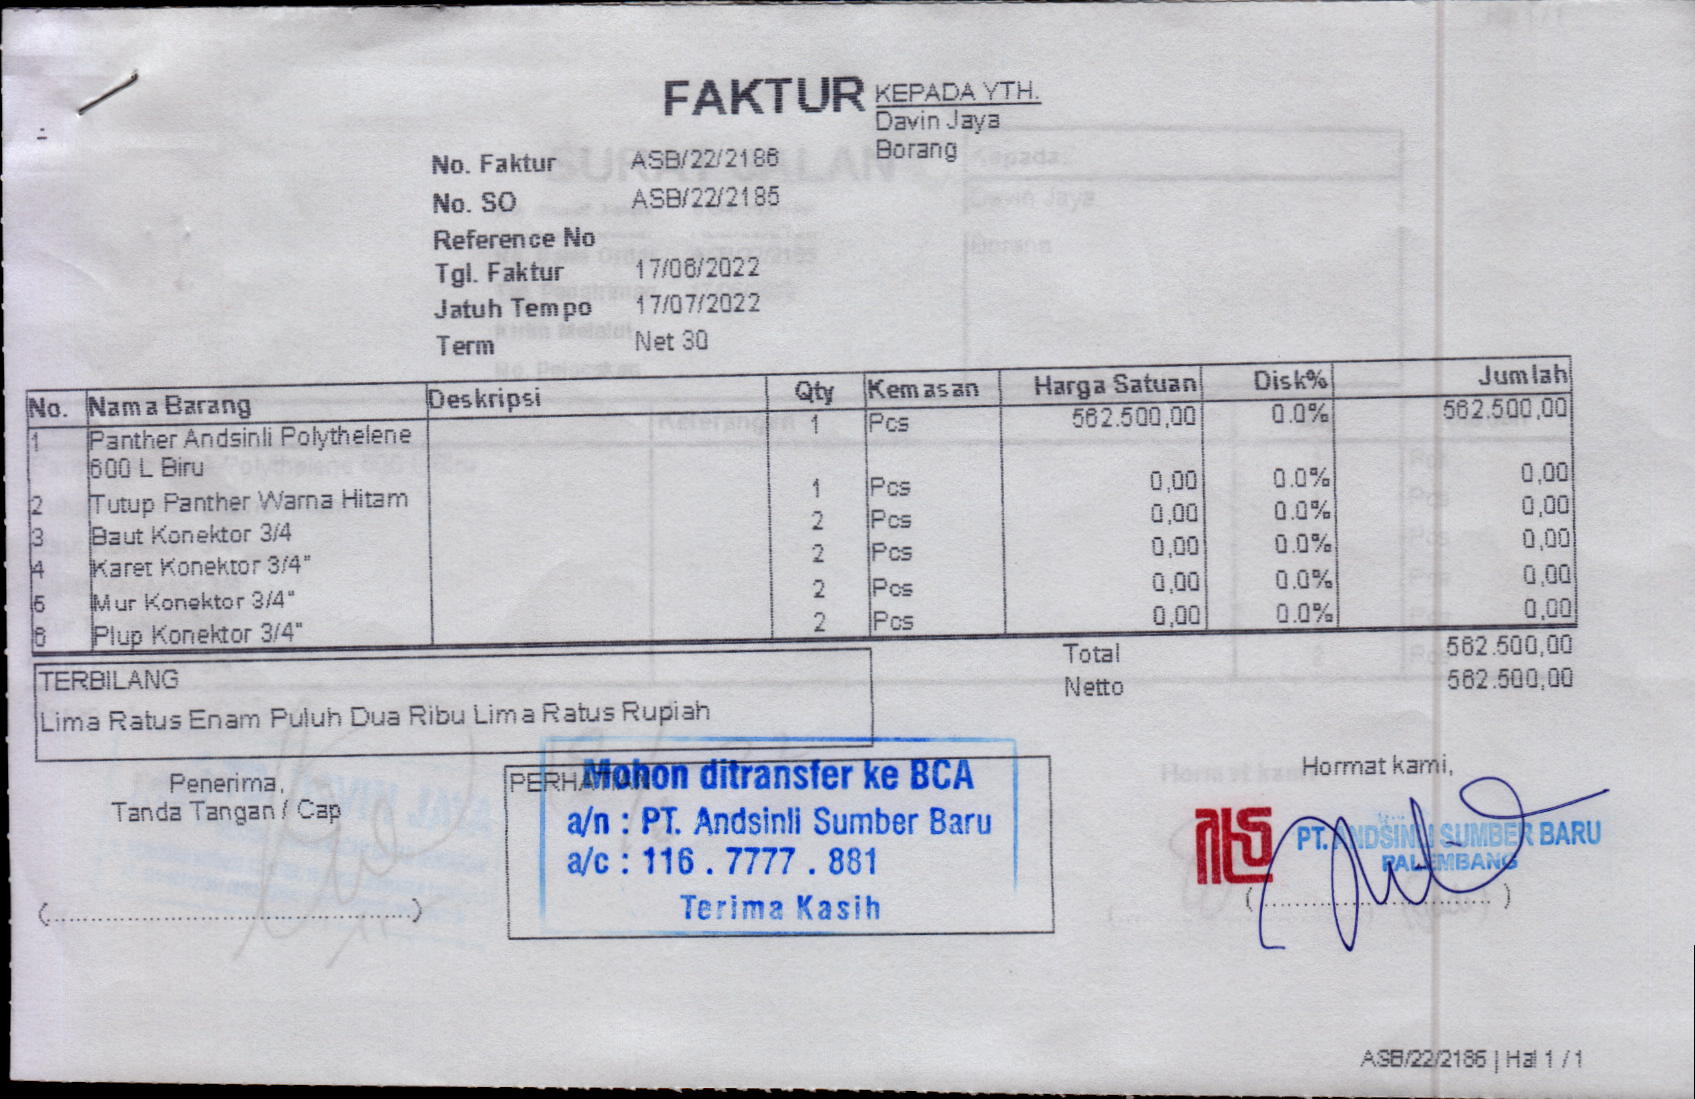 FAKTUR
KEPADA YTH.
Davin Jaya
Borang
No. Faktur ASB/22/2186
No. SO ASB/22/2185
Reference No
Tgl. Faktur 17/06/2022
Jatuh Tempo 17/07/2022
Term Net 30
No. Nama Barang Deskripsi Qty Kemasan Harga Satuan Disk% Jumlah
1 Panther Andsinli Polythelene 1 Pcs 562.500,00 0.0% 562.500,00
600 L Biru
2 Tutup Panther Warna Hitam 1 Pcs 0,00 0.0% 0,00
3 Baut Konektor 3/4 2 Pcs 0,00 0.0% 0,00
4 Karet Konektor 3/4" 2 Pcs 0,00 0.0% 0,00
5 Mur Konektor 3/4" 2 Pcs 0,00 0.0% 0,00
6 Plup Konektor 3/4" 2 Pcs 0,00 0.0% 0,00
Total 562.500,00
Netto 562.500,00
TERBILANG
Lima Ratus Enam Puluh Dua Ribu Lima Ratus Rupiah
Penerima,
Tanda Tangan / Cap
(..........................................)
PERHATIAN
Mohon ditransfer ke BCA
a/n : PT. Andsinli Sumber Baru
a/c : 116 . 7777 . 881
Terima Kasih
Hormat kami,
PT. ANDSINLI SUMBER BARU
PALEMBANG
(..............................)
ASB/22/2186 | Hal 1 / 1